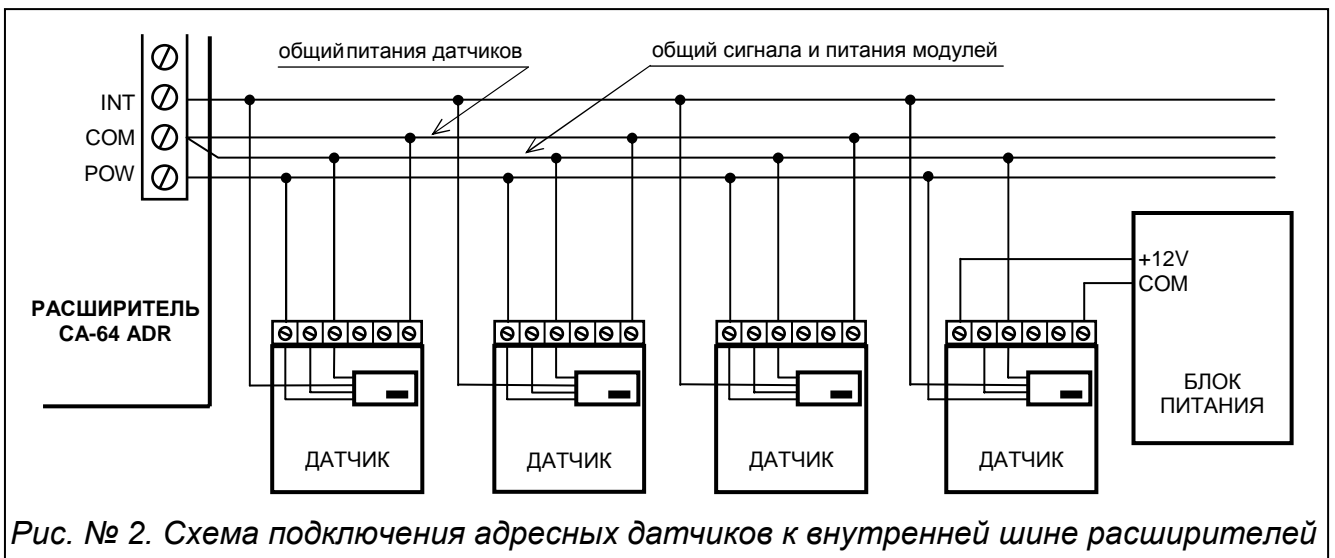 общий питания датчиков
общий сигнала и питания модулей
INT
COM
POW
+12V
COM
РАСШИРИТЕЛЬ
CA-64 ADR
БЛОК
ПИТАНИЯ
ДАТЧИК
ДАТЧИК
ДАТЧИК
ДАТЧИК
Рис. № 2. Схема подключения адресных датчиков к внутренней шине расширителей